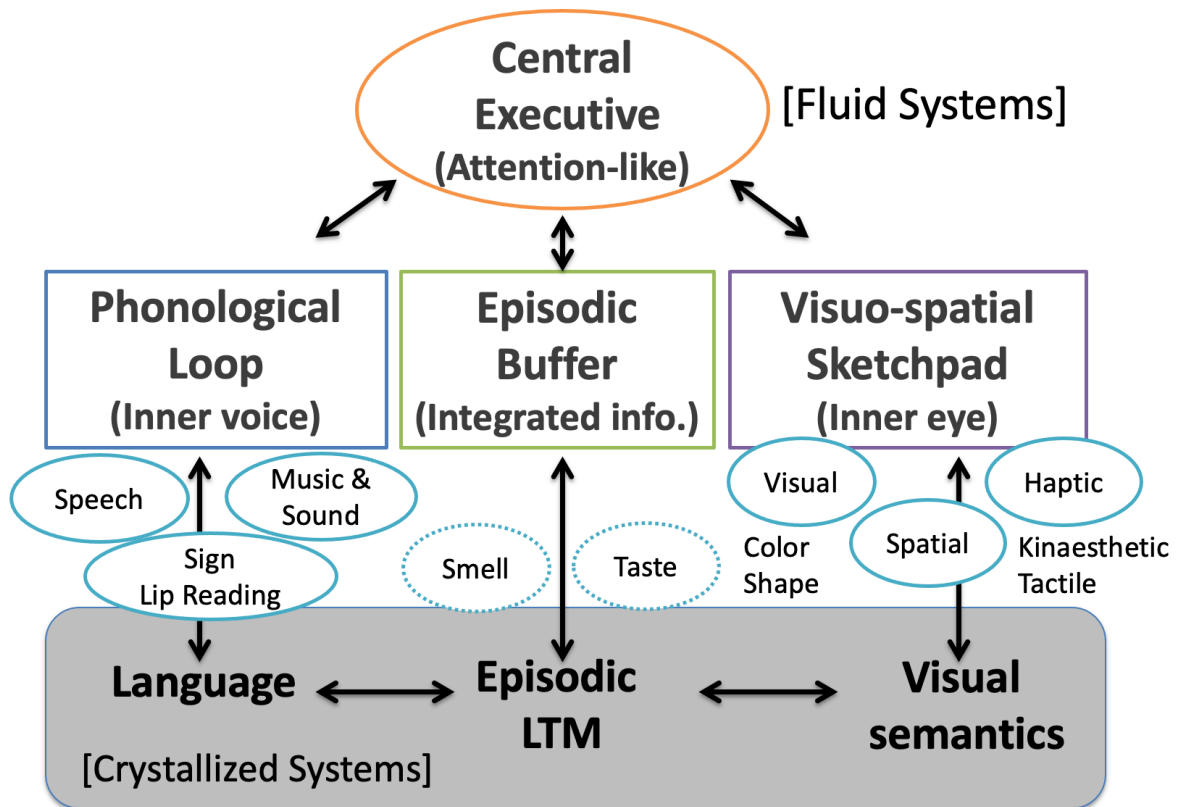 Central
Executive
(Attention-like)
[Fluid Systems]
Phonological
Loop
(Inner voice)
Episodic
Buffer
(Integrated info.)
Visuo-spatial
Sketchpad
(Inner eye)
Speech
Music &
Sound
Sign
Lip Reading
Smell
Taste
Visual
Color
Shape
Spatial
Haptic
Kinaesthetic
Tactile
Language
Episodic
LTM
Visual
semantics
[Crystallized Systems]